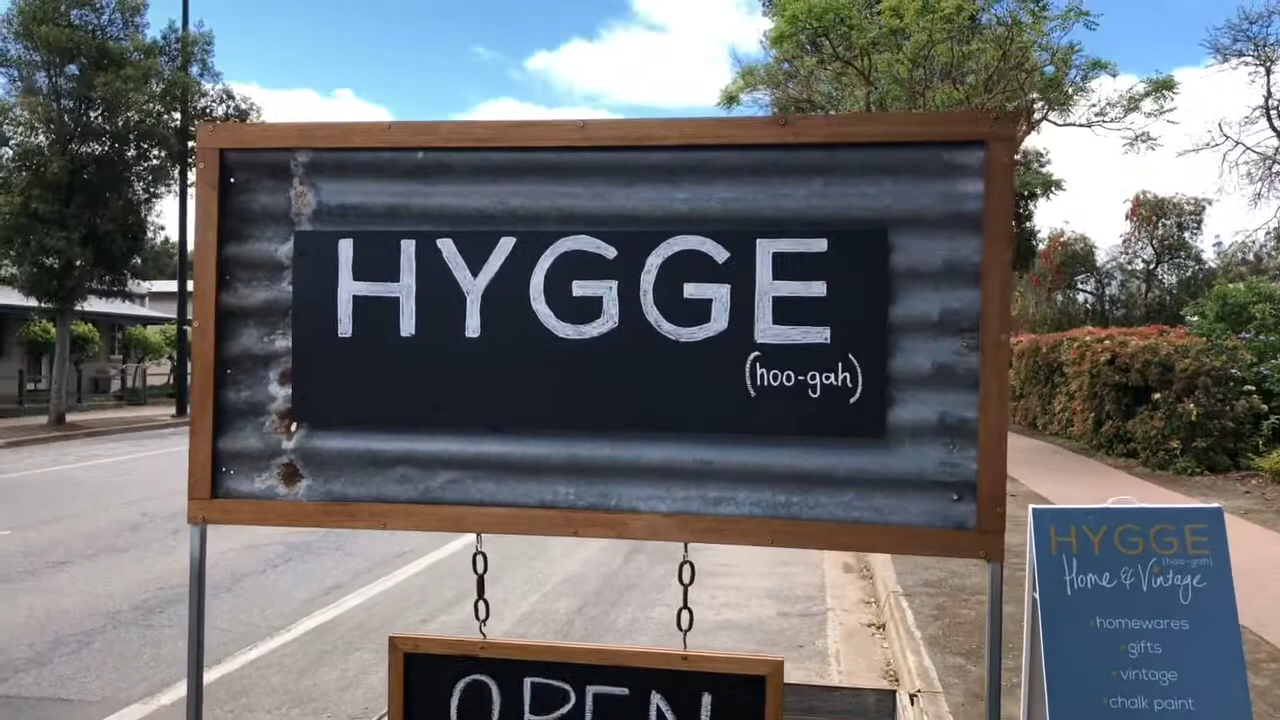 HYGGE
(hoo-gah)
OPEN
HYGGE
(hoo-gah)
Home & Vintage
homewares
gifts
vintage
chalk paint